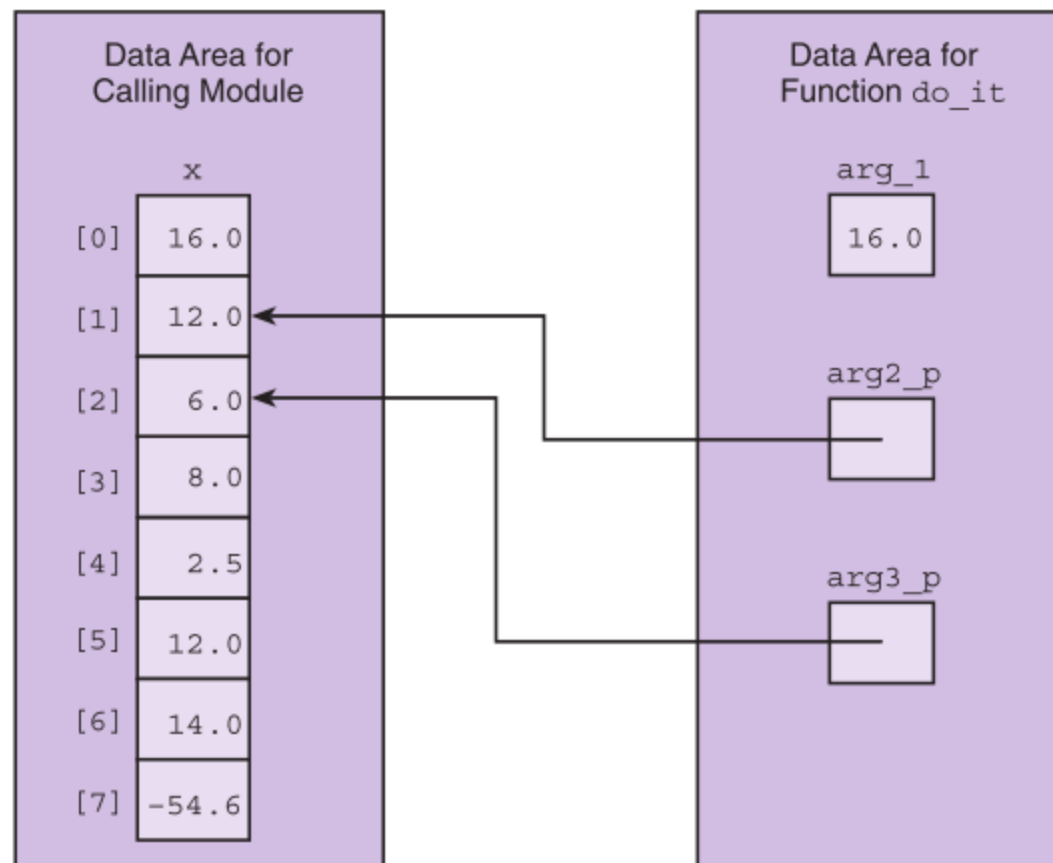 Data Area for
Calling Module
x
[0] 16.0
[1] 12.0
[2] 6.0
[3] 8.0
[4] 2.5
[5] 12.0
[6] 14.0
[7] -54.6
Data Area for
Function do_it
arg_1
16.0
arg2_p
arg3_p